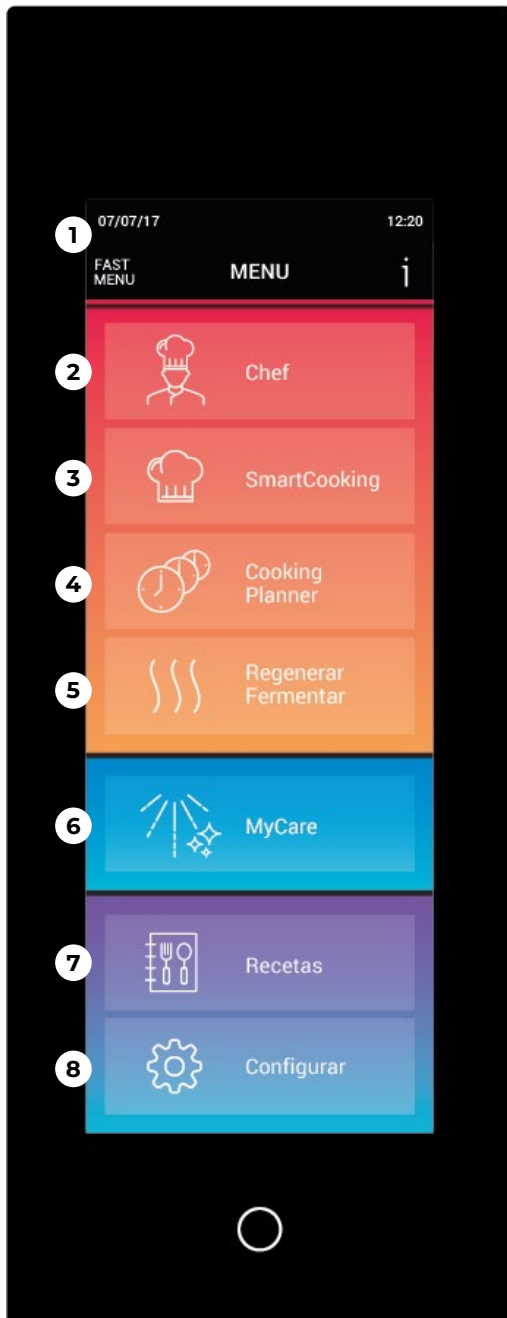 07/07/17 12:20
1
FAST
MENU
MENU
i
2
Chef
3
SmartCooking
4
Cooking
Planner
5
Regenerar
Fermentar
6
MyCare
7
Recetas
8
Configurar